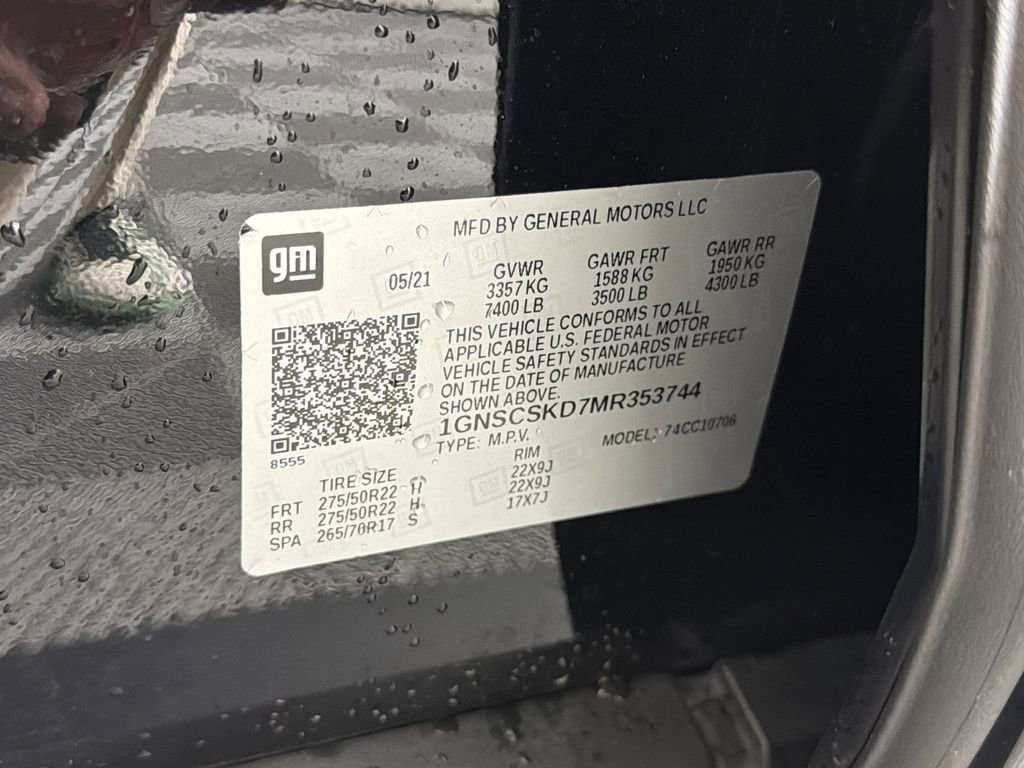 gm
MFD BY GENERAL MOTORS LLC
05/21
GVWR GAWR FRT GAWR RR
3357 KG 1588 KG 1950 KG
7400 LB 3500 LB 4300 LB
THIS VEHICLE CONFORMS TO ALL
APPLICABLE U.S. FEDERAL MOTOR
VEHICLE SAFETY STANDARDS IN EFFECT
ON THE DATE OF MANUFACTURE
SHOWN ABOVE.
1GNSCSKD7MR353744
TYPE: M.P.V. MODEL: 74CC10706
8555
TIRE SIZE RIM
FRT 275/50R22 H 22X9J
RR 275/50R22 H 22X9J
SPA 265/70R17 S 17X7J